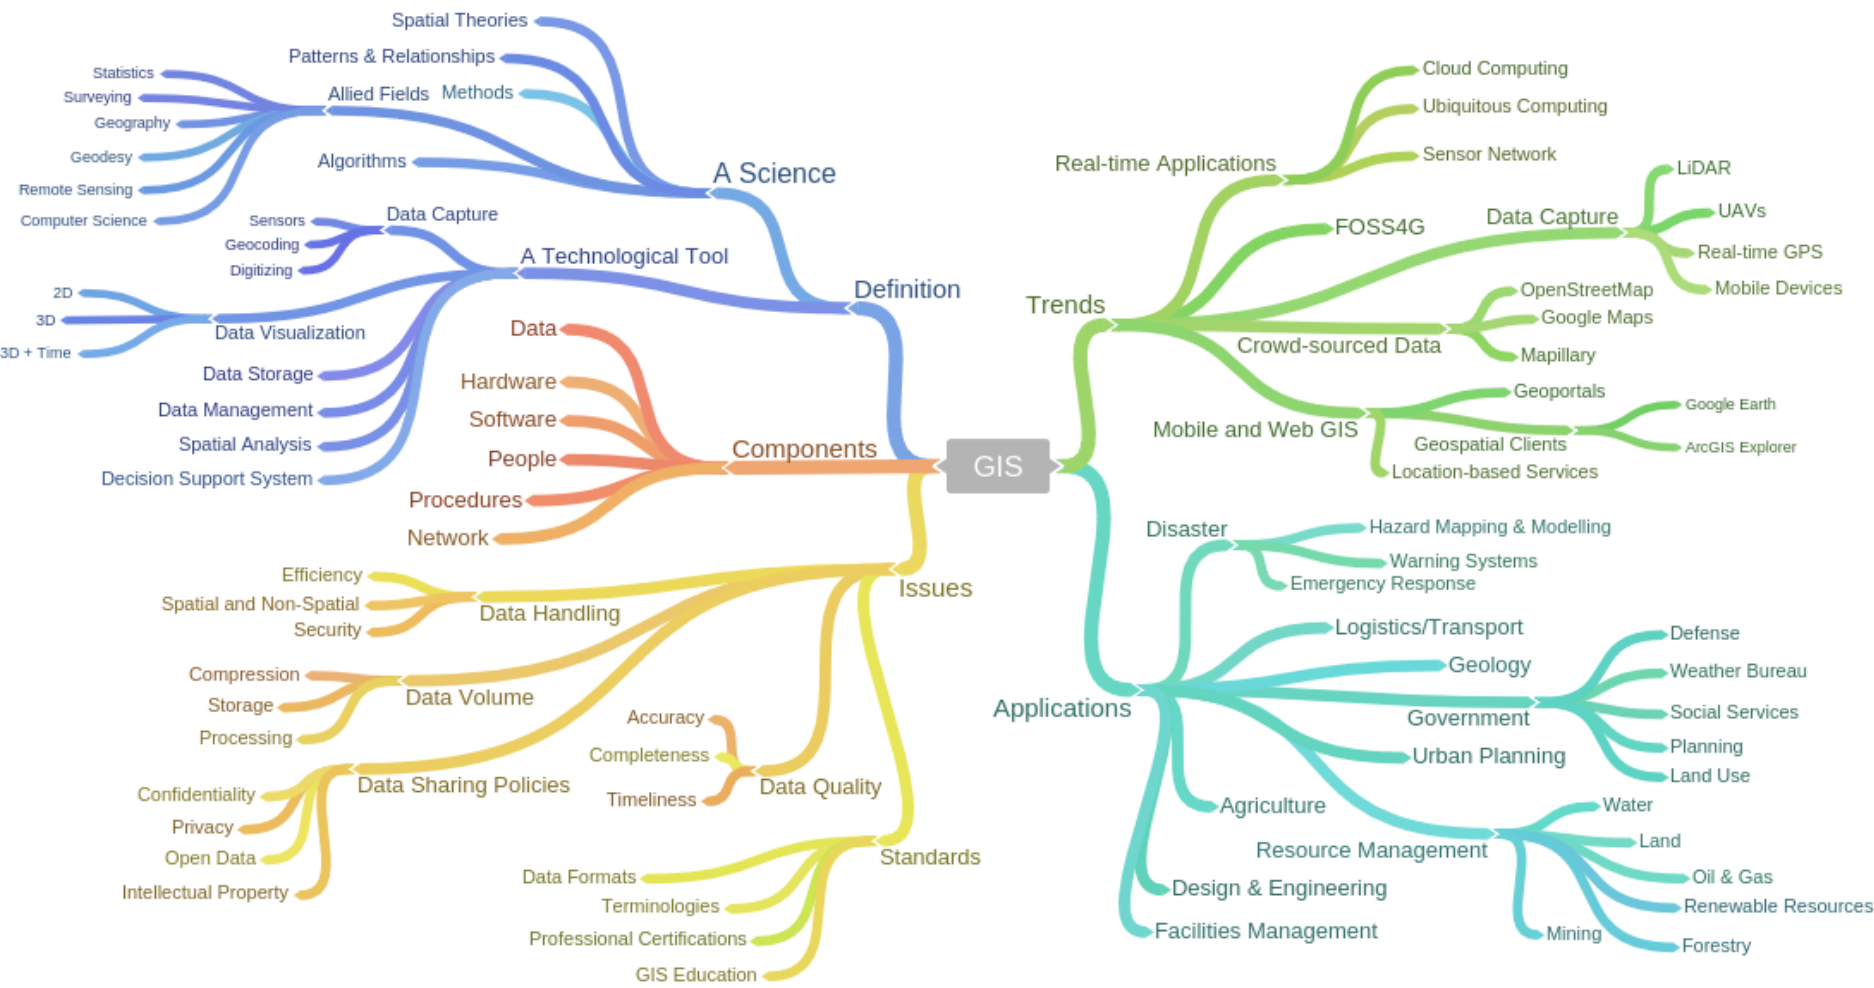 GIS
Definition
A Science
Spatial Theories
Patterns & Relationships
Methods
Allied Fields
Statistics
Surveying
Geography
Geodesy
Remote Sensing
Computer Science
Algorithms
A Technological Tool
Data Capture
Sensors
Geocoding
Digitizing
Data Visualization
2D
3D
3D + Time
Data Storage
Data Management
Spatial Analysis
Decision Support System
Components
Data
Hardware
Software
People
Procedures
Network
Issues
Data Handling
Efficiency
Spatial and Non-Spatial
Security
Data Volume
Compression
Storage
Processing
Data Sharing Policies
Confidentiality
Privacy
Open Data
Intellectual Property
Data Quality
Accuracy
Completeness
Timeliness
Standards
Data Formats
Terminologies
Professional Certifications
GIS Education
Trends
Real-time Applications
Cloud Computing
Ubiquitous Computing
Sensor Network
FOSS4G
Data Capture
LiDAR
UAVs
Real-time GPS
Mobile Devices
Crowd-sourced Data
OpenStreetMap
Google Maps
Mapillary
Mobile and Web GIS
Geoportals
Geospatial Clients
Google Earth
ArcGIS Explorer
Location-based Services
Applications
Disaster
Hazard Mapping & Modelling
Warning Systems
Emergency Response
Logistics/Transport
Geology
Government
Defense
Weather Bureau
Social Services
Planning
Land Use
Urban Planning
Agriculture
Resource Management
Water
Land
Oil & Gas
Renewable Resources
Forestry
Mining
Design & Engineering
Facilities Management